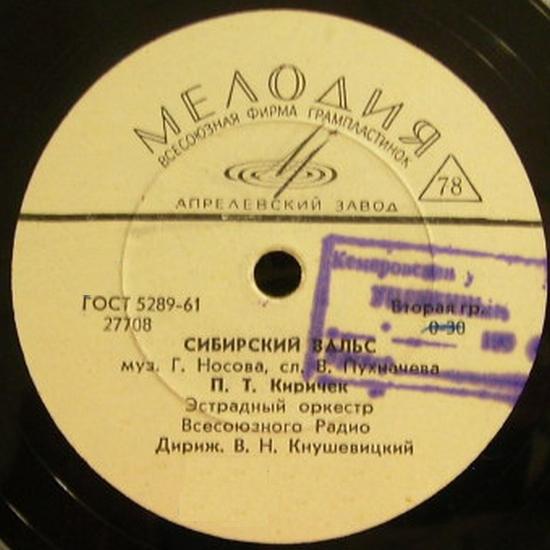 МЕЛОДИЯ
ВСЕСОЮЗНАЯ ФИРМА ГРАМПЛАСТИНОК
78
АПРЕЛЕВСКИЙ ЗАВОД
ГОСТ 5289-61
Вторая гр.
27708
0-30
СИБИРСКИЙ ВАЛЬС
муз. Г. Носова, сл. В. Пухначева
П. Т. Киричек
Эстрадный оркестр
Всесоюзного Радио
Дириж. В. Н. Кнушевицкий